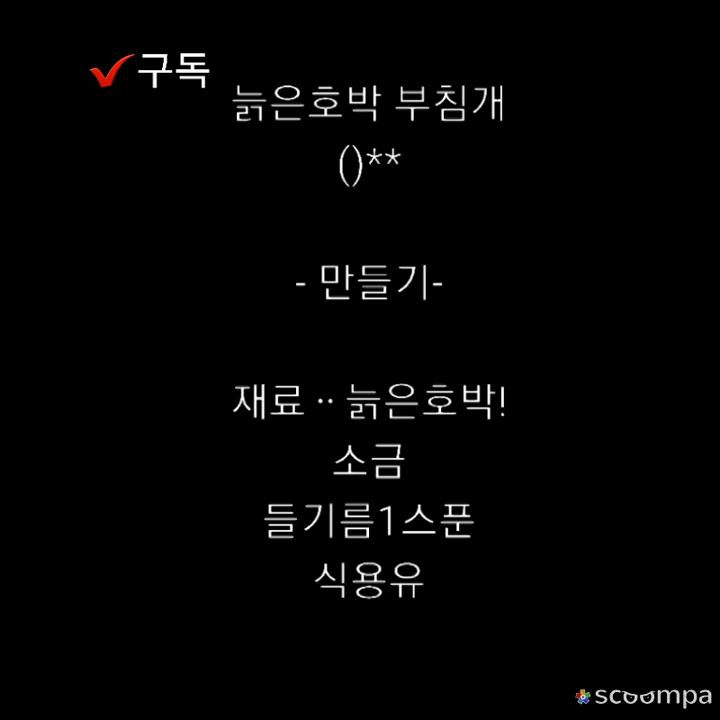 ✔구독
늙은호박 부침개
()**
- 만들기-
재료 ·· 늙은호박!
소금
들기름1스푼
식용유
scoompa